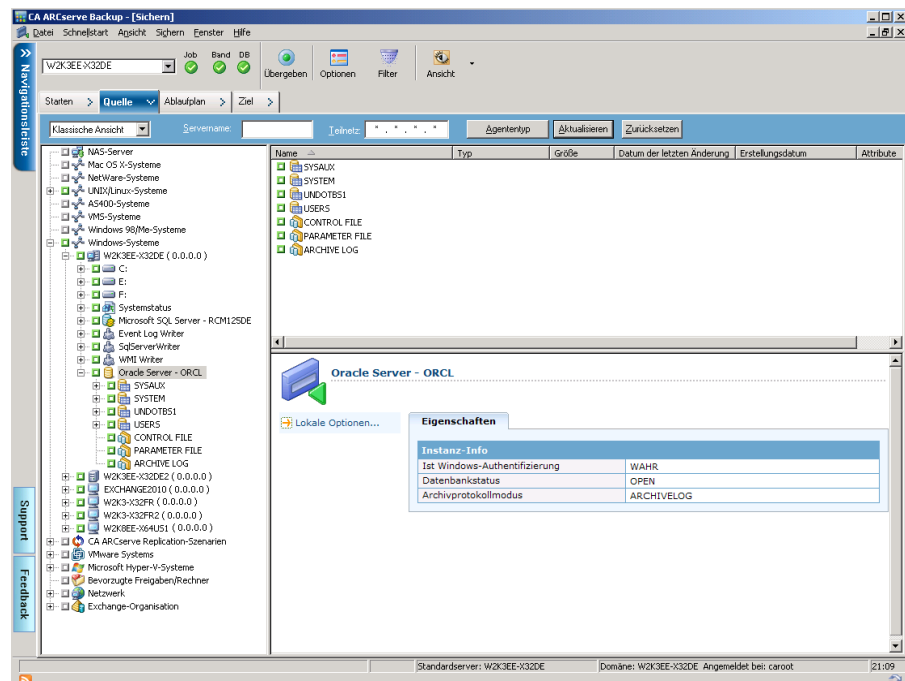 CA ARCserve Backup - [Sichern]
Datei Schnellstart Ansicht Sichern Fenster Hilfe
W2K3EE-X32DE
Job Band DB
Übergeben Optionen Filter Ansicht
Starten > Quelle Ablaufplan > Ziel >
Klassische Ansicht Servername: Teilnetz: . . . Agententyp Aktualisieren Zurücksetzen
Navigationsleiste
Support
Feedback
NAS-Server
Mac OS X-Systeme
NetWare-Systeme
UNIX/Linux-Systeme
AS400-Systeme
VMS-Systeme
Windows 98/Me-Systeme
Windows-Systeme
W2K3EE-X32DE ( 0.0.0.0 )
C:
E:
F:
Systemstatus
Microsoft SQL Server - RCM125DE
Event Log Writer
SqlServerWriter
WMI Writer
Oracle Server - ORCL
SYSAUX
SYSTEM
UNDOTBS1
USERS
CONTROL FILE
PARAMETER FILE
ARCHIVE LOG
W2K3EE-X32DE2 ( 0.0.0.0 )
EXCHANGE2010 ( 0.0.0.0 )
W2K3-X32FR ( 0.0.0.0 )
W2K3-X32FR2 ( 0.0.0.0 )
W2K8EE-X64US1 ( 0.0.0.0 )
CA ARCserve Replication-Szenarien
VMware Systems
Microsoft Hyper-V-Systeme
Bevorzugte Freigaben/Rechner
Netzwerk
Exchange-Organisation
Name Typ Größe Datum der letzten Änderung Erstellungsdatum Attribute
SYSAUX
SYSTEM
UNDOTBS1
USERS
CONTROL FILE
PARAMETER FILE
ARCHIVE LOG
Oracle Server - ORCL
Lokale Optionen...
Eigenschaften
Instanz-Info
Ist Windows-Authentifizierung WAHR
Datenbankstatus OPEN
Archivprotokollmodus ARCHIVELOG
Standardserver: W2K3EE-X32DE Domäne: W2K3EE-X32DE Angemeldet bei: caroot 21:09